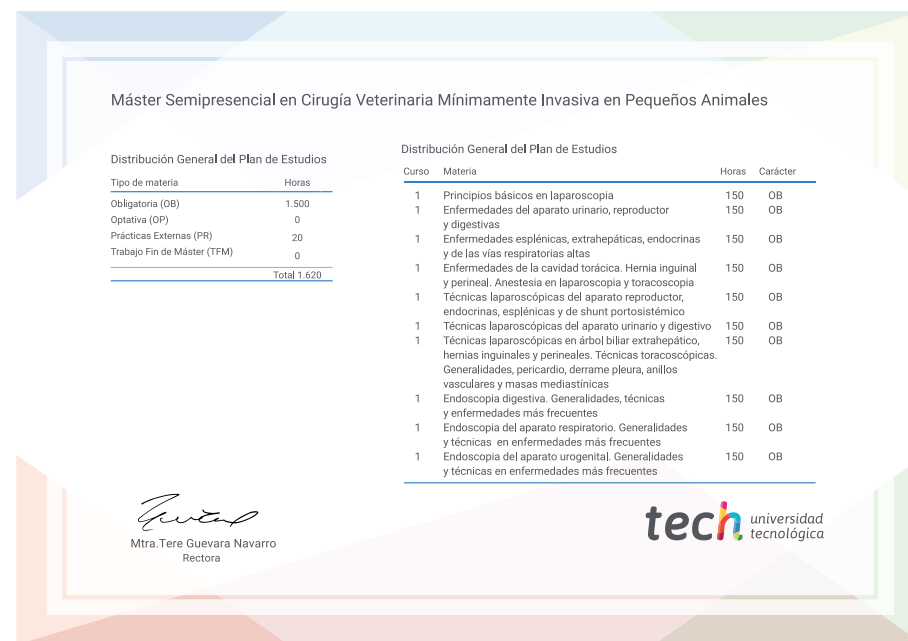 Máster Semipresencial en Cirugía Veterinaria Mínimamente Invasiva en Pequeños Animales
Distribución General del Plan de Estudios
Tipo de materia Horas
Obligatoria (OB) 1.500
Optativa (OP) 0
Prácticas Externas (PR) 20
Trabajo Fin de Máster (TFM) 0
Total 1.620
Distribución General del Plan de Estudios
Curso Materia Horas Carácter
1 Principios básicos en laparoscopia 150 OB
1 Enfermedades del aparato urinario, reproductor 150 OB
y digestivas
1 Enfermedades esplénicas, extrahepáticas, endocrinas 150 OB
y de las vías respiratorias altas
1 Enfermedades de la cavidad torácica. Hernia inguinal 150 OB
y perineal. Anestesia en laparoscopia y toracoscopia
1 Técnicas laparoscópicas del aparato reproductor, 150 OB
endocrinas, esplénicas y de shunt portosistémico
1 Técnicas laparoscópicas del aparato urinario y digestivo 150 OB
1 Técnicas laparoscópicas en árbol biliar extrahepático, 150 OB
hernias inguinales y perineales. Técnicas toracoscópicas.
Generalidades, pericardio, derrame pleura, anillos
vasculares y masas mediastínicas
1 Endoscopia digestiva. Generalidades, técnicas 150 OB
y enfermedades más frecuentes
1 Endoscopia del aparato respiratorio. Generalidades 150 OB
y técnicas en enfermedades más frecuentes
1 Endoscopia del aparato urogenital. Generalidades 150 OB
y técnicas en enfermedades más frecuentes
Mtra.Tere Guevara Navarro
Rectora
tech universidad
tecnológica